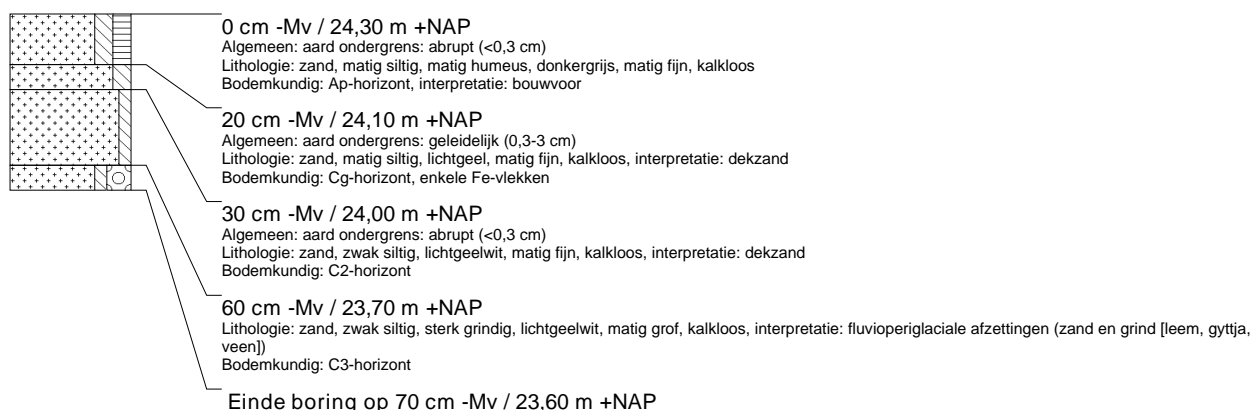 0 cm -Mv / 24,30 m +NAP
Algemeen: aard ondergrens: abrupt (<0,3 cm)
Lithologie: zand, matig siltig, matig humeus, donkergrijs, matig fijn, kalkloos
Bodemkundig: Ap-horizont, interpretatie: bouwvoor
20 cm -Mv / 24,10 m +NAP
Algemeen: aard ondergrens: geleidelijk (0,3-3 cm)
Lithologie: zand, matig siltig, lichtgeel, matig fijn, kalkloos, interpretatie: dekzand
Bodemkundig: Cg-horizont, enkele Fe-vlekken
30 cm -Mv / 24,00 m +NAP
Algemeen: aard ondergrens: abrupt (<0,3 cm)
Lithologie: zand, zwak siltig, lichtgeelwit, matig fijn, kalkloos, interpretatie: dekzand
Bodemkundig: C2-horizont
60 cm -Mv / 23,70 m +NAP
Lithologie: zand, zwak siltig, sterk grindig, lichtgeelwit, matig grof, kalkloos, interpretatie: fluvioperiglaciale afzettingen (zand en grind [leem, gyttja,
veen])
Bodemkundig: C3-horizont
Einde boring op 70 cm -Mv / 23,60 m +NAP